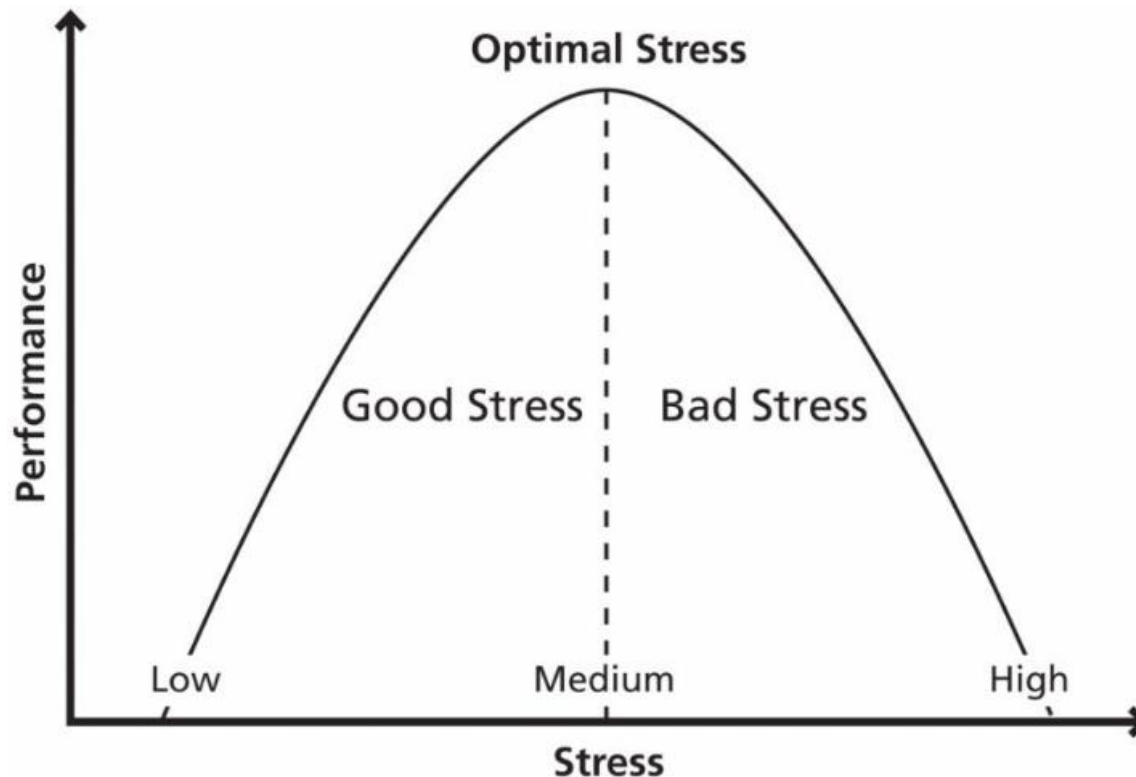 Optimal Stress
Performance
Good Stress
Bad Stress
Low
Medium
High
Stress